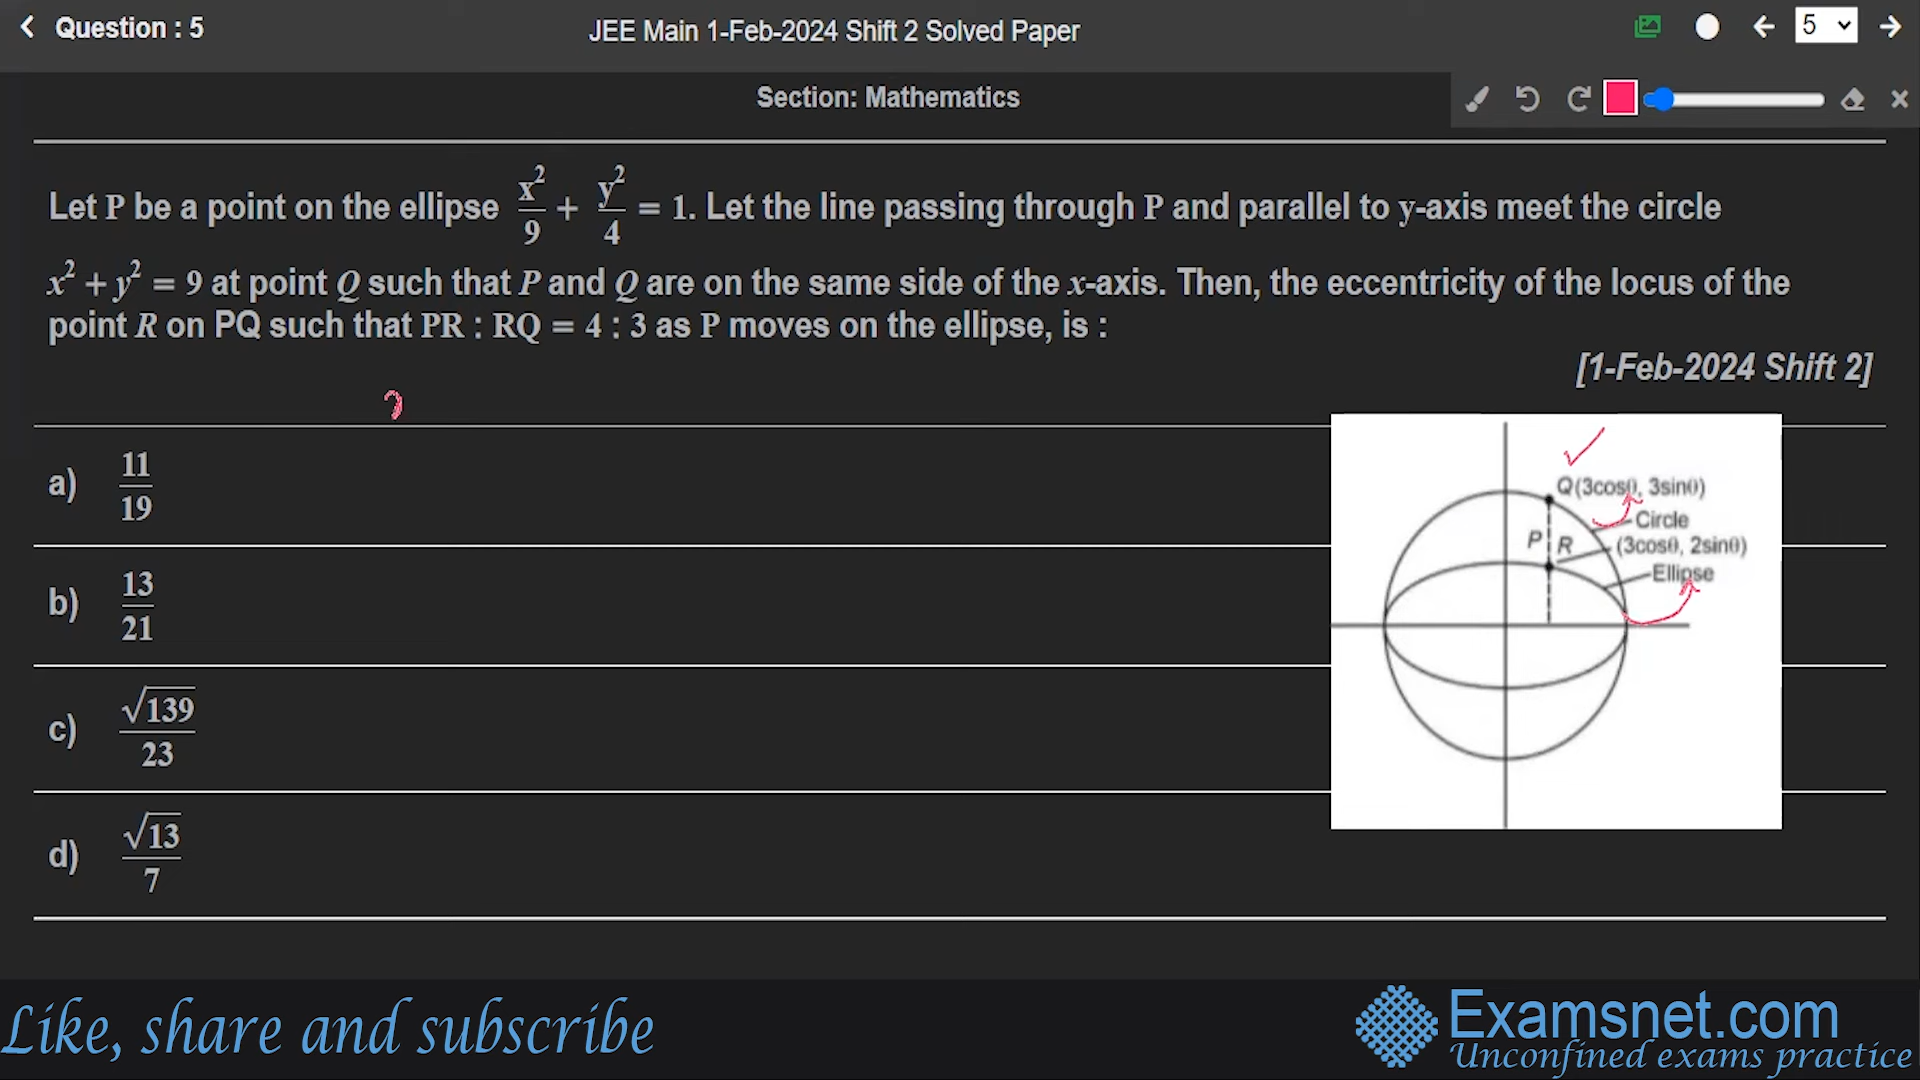 Question : 5
JEE Main 1-Feb-2024 Shift 2 Solved Paper
5
Section: Mathematics
Let P be a point on the ellipse x²/9 + y²/4 = 1. Let the line passing through P and parallel to y-axis meet the circle
x² + y² = 9 at point Q such that P and Q are on the same side of the x-axis. Then, the eccentricity of the locus of the
point R on PQ such that PR : RQ = 4 : 3 as P moves on the ellipse, is :
[1-Feb-2024 Shift 2]
a) 11/19
b) 13/21
c) √139/23
d) √13/7
Q(3cosθ, 3sinθ)
Circle
P R (3cosθ, 2sinθ)
Ellipse
Like, share and subscribe
Examsnet.com
Unconfined exams practice